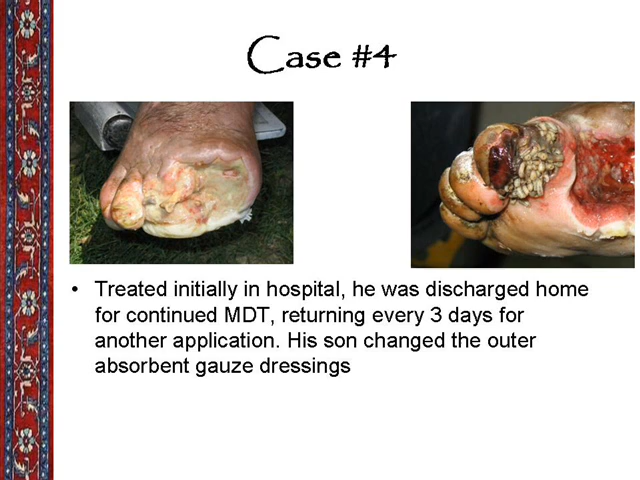 Case #4
• Treated initially in hospital, he was discharged home
for continued MDT, returning every 3 days for
another application. His son changed the outer
absorbent gauze dressings